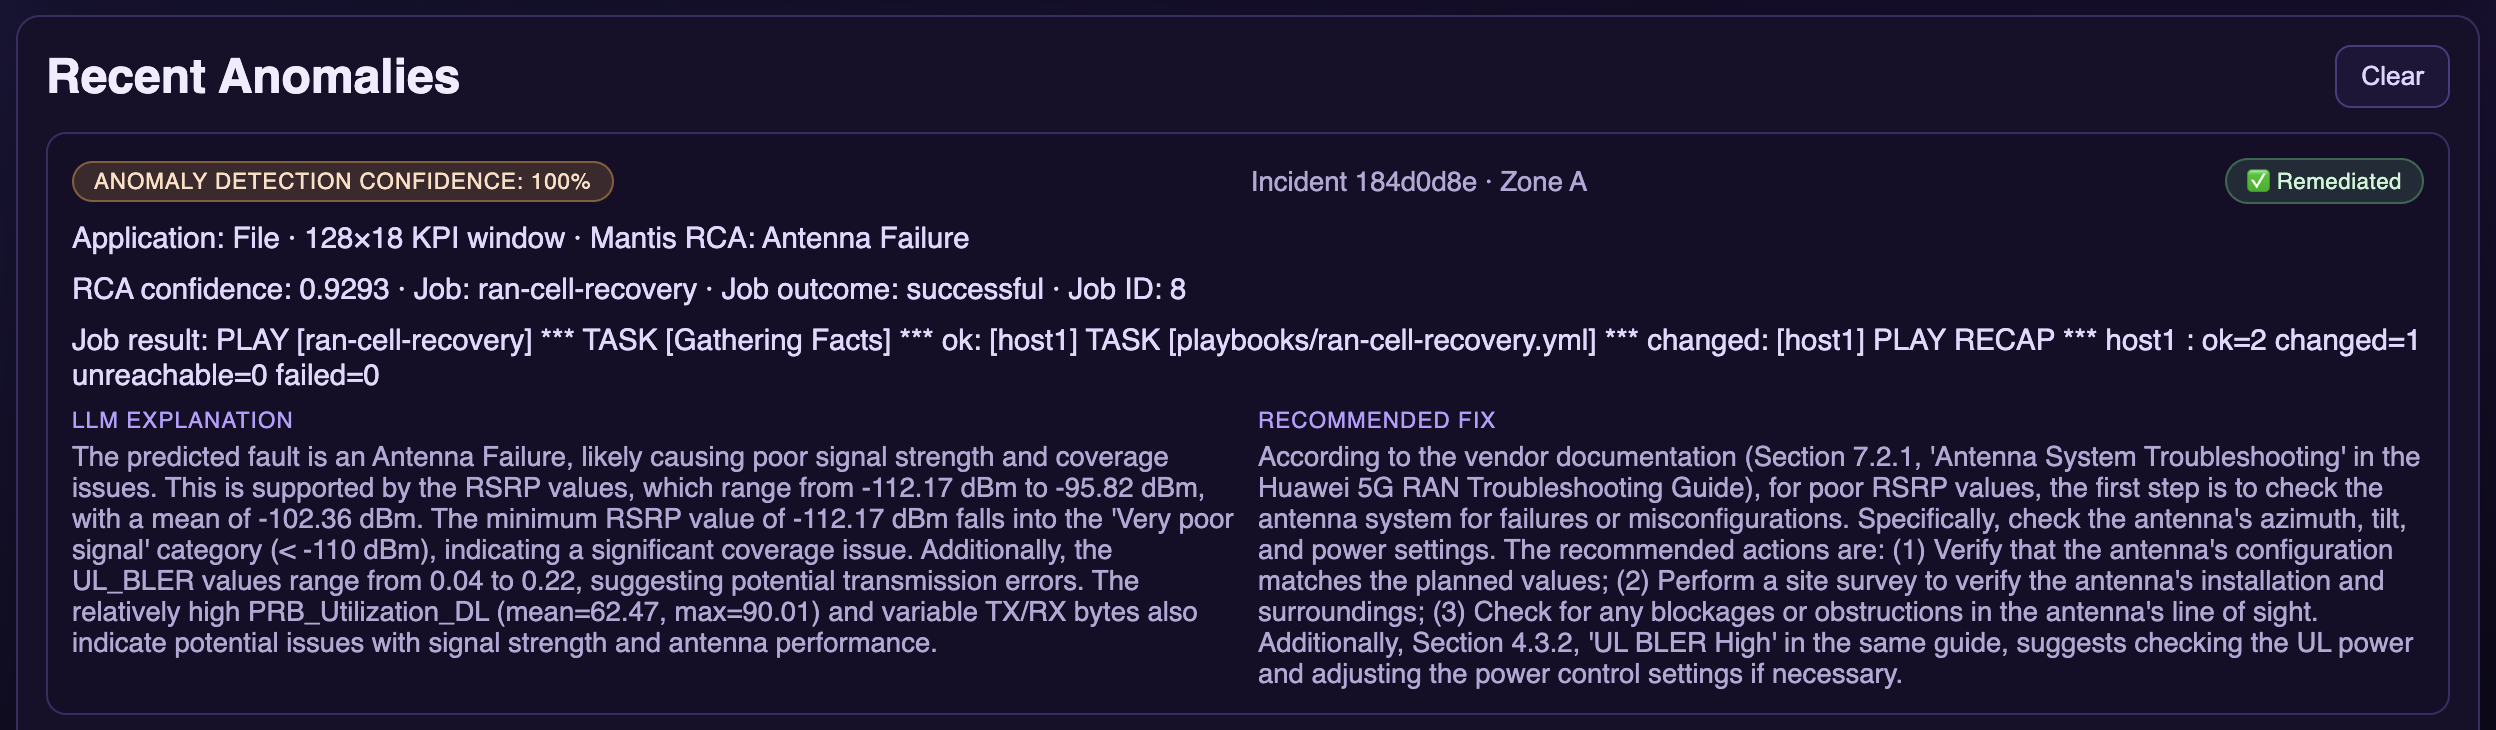 Recent Anomalies
Clear
ANOMALY DETECTION CONFIDENCE: 100%
Incident 184d0d8e · Zone A
✅ Remediated
Application: File · 128×18 KPI window · Mantis RCA: Antenna Failure
RCA confidence: 0.9293 · Job: ran-cell-recovery · Job outcome: successful · Job ID: 8
Job result: PLAY [ran-cell-recovery] *** TASK [Gathering Facts] *** ok: [host1] TASK [playbooks/ran-cell-recovery.yml] *** changed: [host1] PLAY RECAP *** host1 : ok=2 changed=1
unreachable=0 failed=0
LLM EXPLANATION
The predicted fault is an Antenna Failure, likely causing poor signal strength and coverage
issues. This is supported by the RSRP values, which range from -112.17 dBm to -95.82 dBm,
with a mean of -102.36 dBm. The minimum RSRP value of -112.17 dBm falls into the 'Very poor
signal' category (< -110 dBm), indicating a significant coverage issue. Additionally, the
UL_BLER values range from 0.04 to 0.22, suggesting potential transmission errors. The
relatively high PRB_Utilization_DL (mean=62.47, max=90.01) and variable TX/RX bytes also
indicate potential issues with signal strength and antenna performance.
RECOMMENDED FIX
According to the vendor documentation (Section 7.2.1, 'Antenna System Troubleshooting' in the
Huawei 5G RAN Troubleshooting Guide), for poor RSRP values, the first step is to check the
antenna system for failures or misconfigurations. Specifically, check the antenna's azimuth, tilt,
and power settings. The recommended actions are: (1) Verify that the antenna's configuration
matches the planned values; (2) Perform a site survey to verify the antenna's installation and
surroundings; (3) Check for any blockages or obstructions in the antenna's line of sight.
Additionally, Section 4.3.2, 'UL BLER High' in the same guide, suggests checking the UL power
and adjusting the power control settings if necessary.